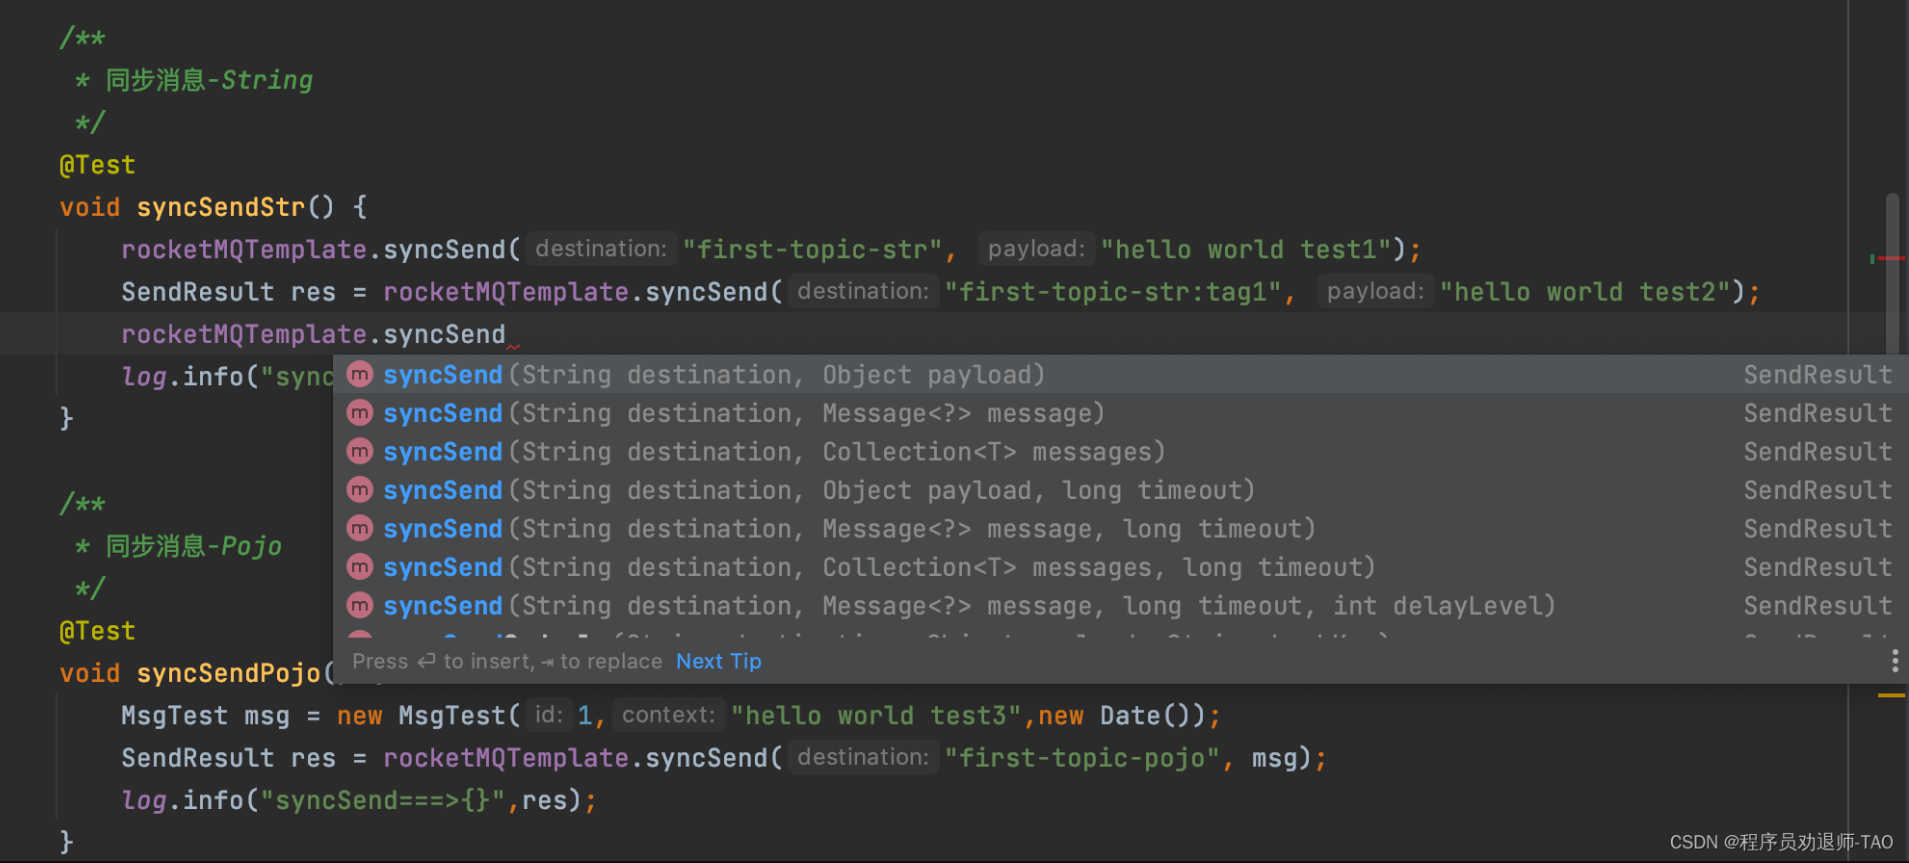 /**
* 同步消息-String
*/
@Test
void syncSendStr() {
rocketMQTemplate.syncSend( destination: "first-topic-str", payload: "hello world test1");
SendResult res = rocketMQTemplate.syncSend( destination: "first-topic-str:tag1", payload: "hello world test2");
rocketMQTemplate.syncSend
log.info("sync
m syncSend(String destination, Object payload) SendResult
m syncSend(String destination, Message<?> message) SendResult
m syncSend(String destination, Collection<T> messages) SendResult
m syncSend(String destination, Object payload, long timeout) SendResult
m syncSend(String destination, Message<?> message, long timeout) SendResult
m syncSend(String destination, Collection<T> messages, long timeout) SendResult
m syncSend(String destination, Message<?> message, long timeout, int delayLevel) SendResult
Press ⏎ to insert, ⇥ to replace Next Tip
}
/**
* 同步消息-Pojo
*/
@Test
void syncSendPojo(
MsgTest msg = new MsgTest( id: 1, context: "hello world test3",new Date());
SendResult res = rocketMQTemplate.syncSend( destination: "first-topic-pojo", msg);
log.info("syncSend===>{}",res);
}
CSDN @程序员劝退师-TAO